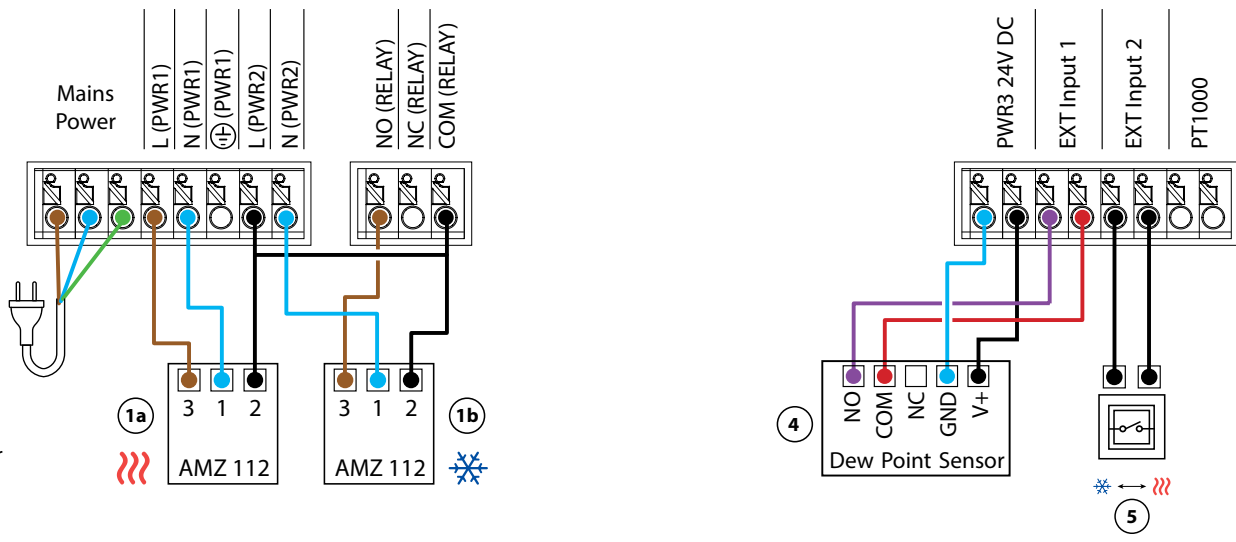 Mains
Power
L (PWR1)
N (PWR1)
(PWR1)
L (PWR2)
N (PWR2)
NO (RELAY)
NC (RELAY)
COM (RELAY)
3 1 2
AMZ 112
1a
3 1 2
AMZ 112
1b
PWR3 24V DC
EXT Input 1
EXT Input 2
PT1000
NO
COM
NC
GND
V+
Dew Point Sensor
4
5